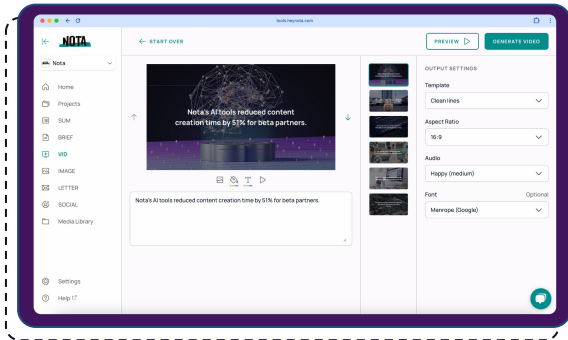 tools.heynota.com
NOTA
START OVER
PREVIEW
GENERATE VIDEO
Nota
Home
Projects
SUM
BRIEF
VID
IMAGE
LETTER
SOCIAL
Media Library
Settings
Help
Nota's AI tools reduced content
creation time by 51% for beta partners.
T
Nota's AI tools reduced content creation time by 51% for beta partners.
OUTPUT SETTINGS
Template
Clean lines
Aspect Ratio
16:9
Audio
Happy (medium)
Font Optional
Manrope (Google)